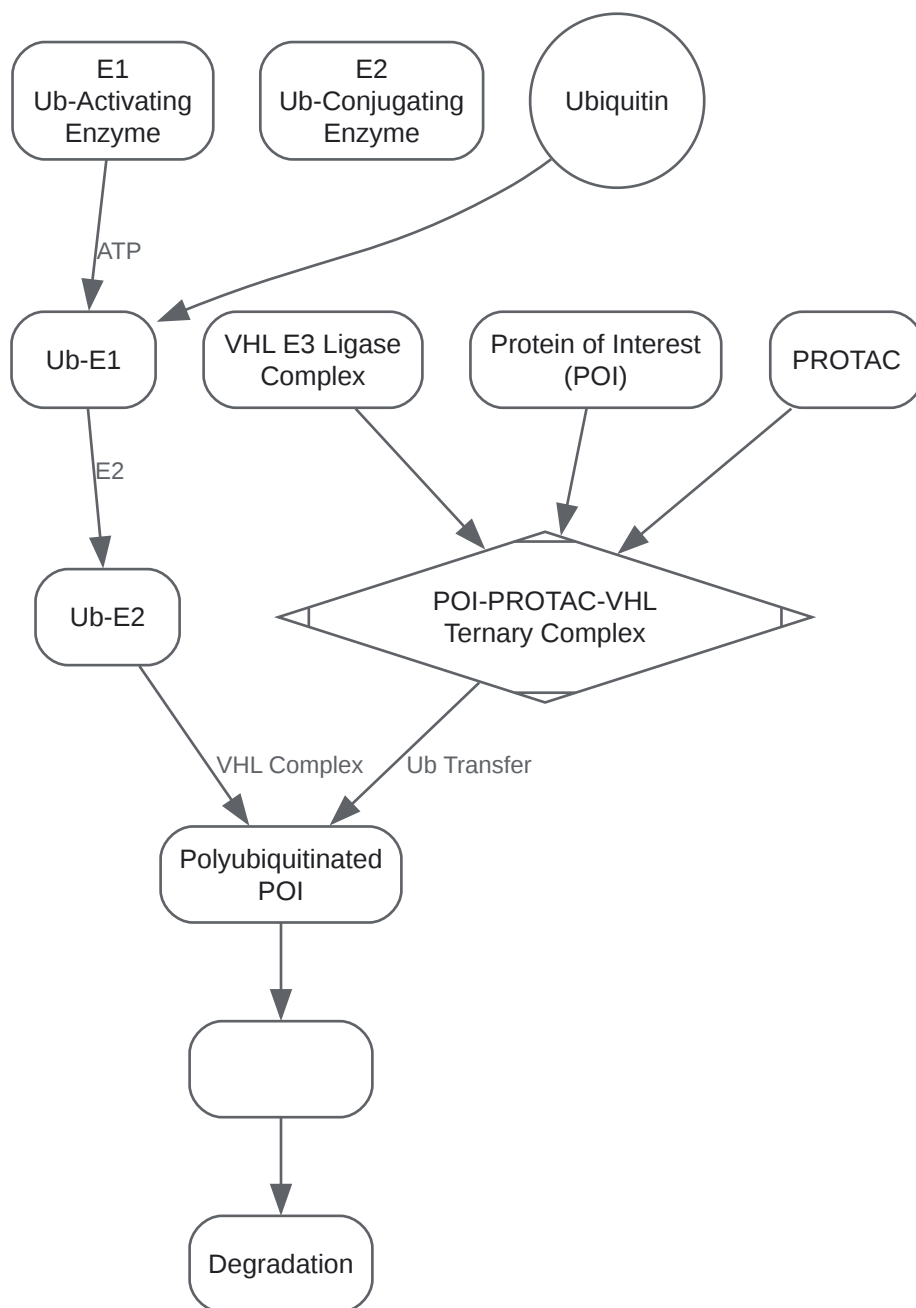 E1
Ub-Activating
Enzyme
E2
Ub-Conjugating
Enzyme
Ubiquitin
ATP
Ub-E1
VHL E3 Ligase
Complex
Protein of Interest
(POI)
PROTAC
E2
Ub-E2
POI-PROTAC-VHL
Ternary Complex
VHL Complex
Ub Transfer
Polyubiquitinated
POI
Degradation